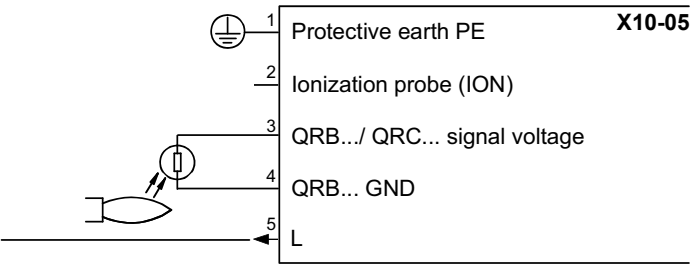 X10-05
1 Protective earth PE
2 Ionization probe (ION)
3 QRB.../ QRC... signal voltage
4 QRB... GND
5 L